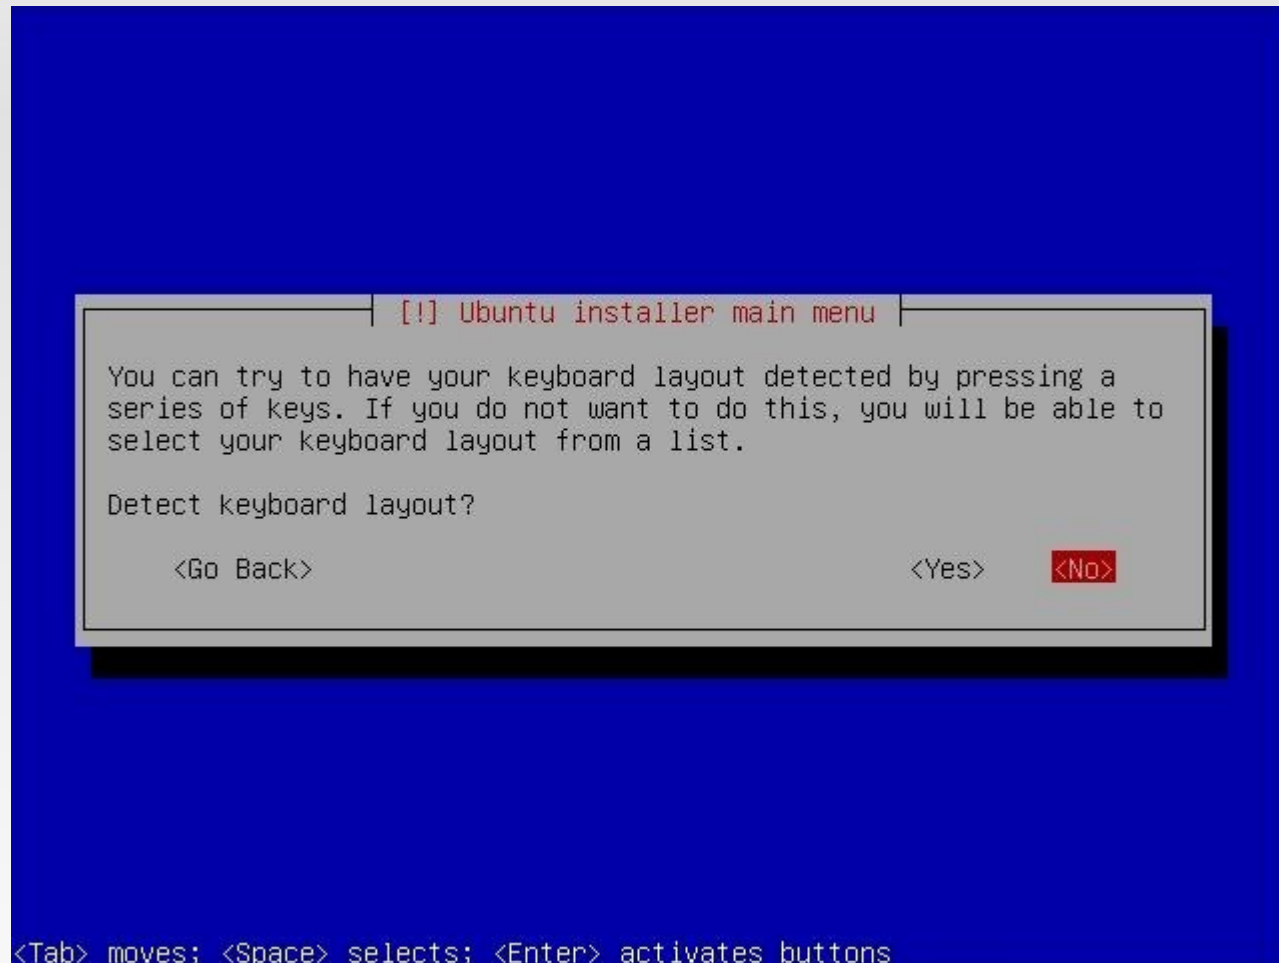 [!] Ubuntu installer main menu
You can try to have your keyboard layout detected by pressing a
series of keys. If you do not want to do this, you will be able to
select your keyboard layout from a list.
Detect keyboard layout?
<Go Back> <Yes> <No>
<Tab> moves; <Space> selects; <Enter> activates buttons